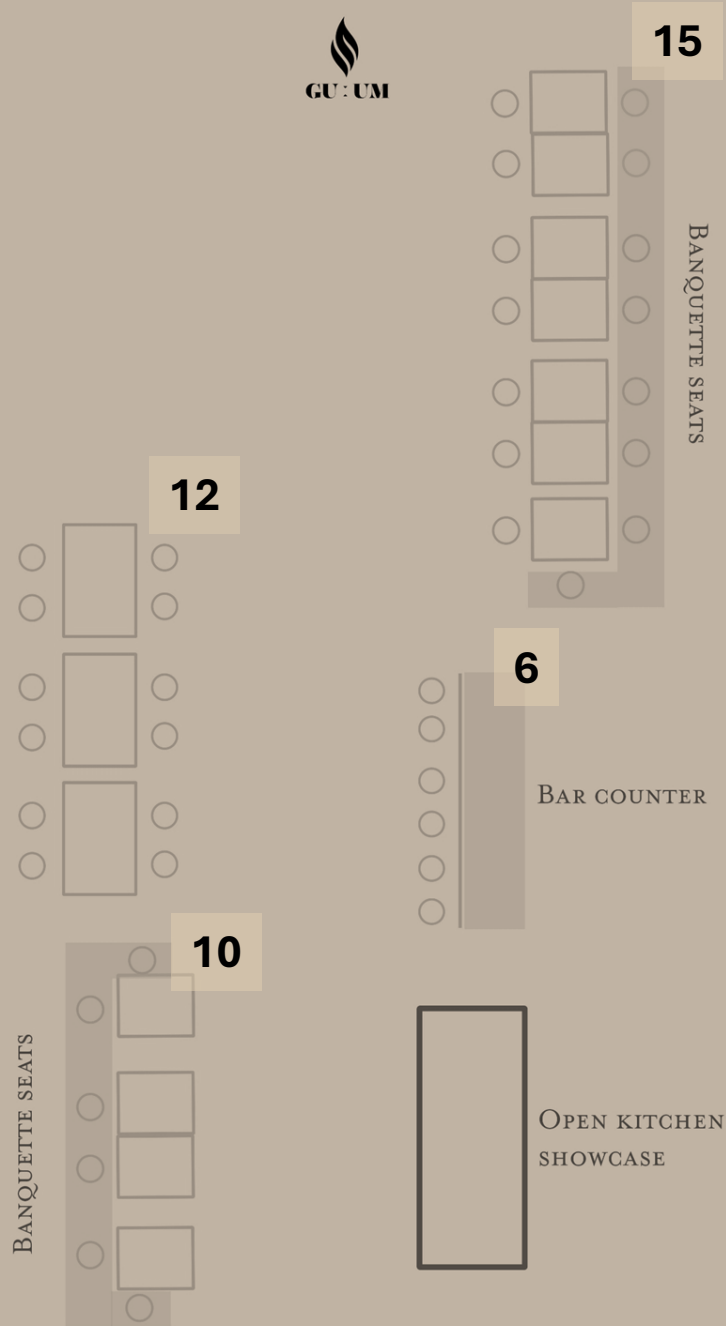 GU:UM
15
BANQUETTE SEATS
12
6
BAR COUNTER
10
BANQUETTE SEATS
OPEN KITCHEN
SHOWCASE